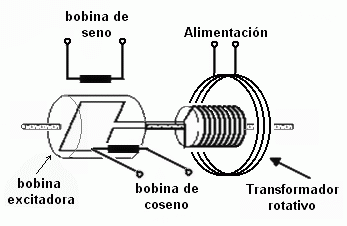 bobina de
seno
Alimentación
bobina
excitadora
bobina de
coseno
Transformador
rotativo